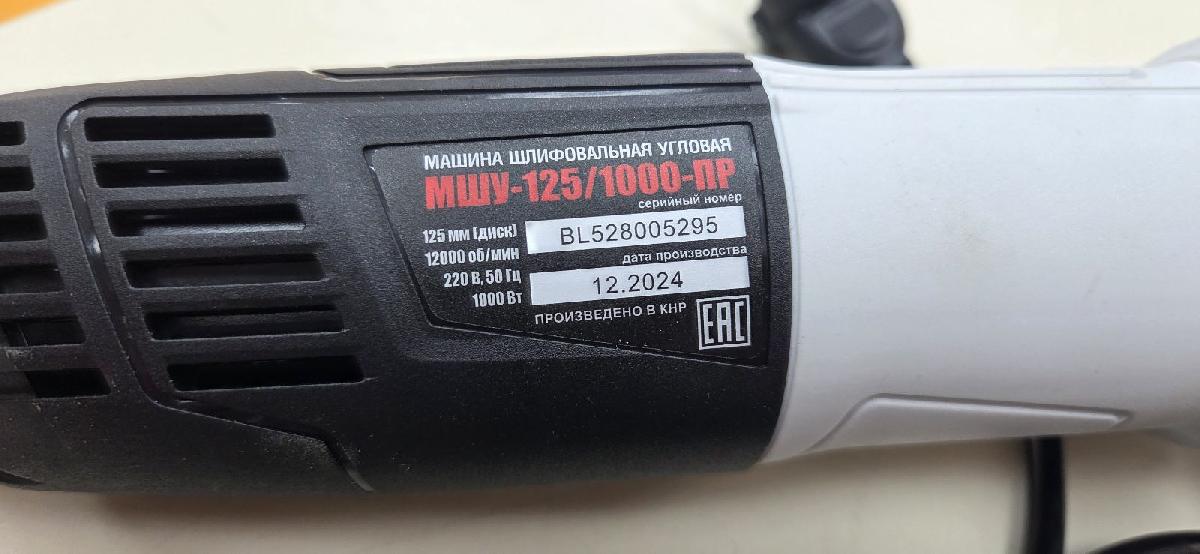 МАШИНА ШЛИФОВАЛЬНАЯ УГЛОВАЯ
МШУ-125/1000-ПР
серийный номер
125 мм (диск)
BL528005295
12000 об/мин
дата производства
220 В, 50 Гц
12.2024
1000 Вт
ПРОИЗВЕДЕНО В КНР
ЕАС